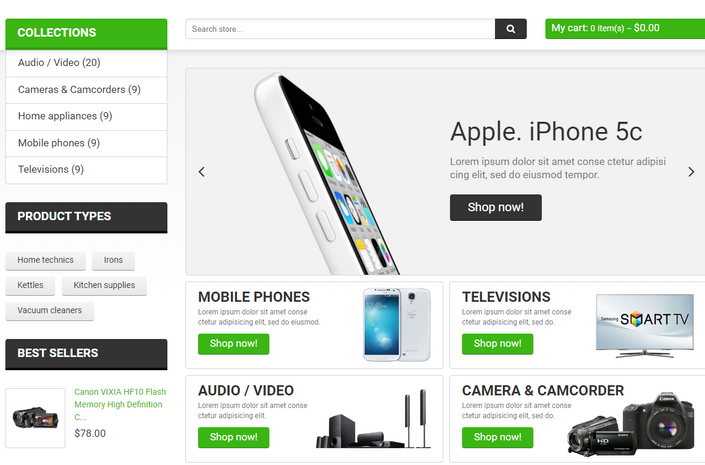 COLLECTIONS
Audio / Video (20)
Cameras & Camcorders (9)
Home appliances (9)
Mobile phones (9)
Televisions (9)
PRODUCT TYPES
Home technics
Irons
Kettles
Kitchen supplies
Vacuum cleaners
BEST SELLERS
Canon VIXIA HF10 Flash
Memory High Definition
C...
$78.00
Search store...
My cart: 0 item(s) – $0.00
Apple. iPhone 5c
Lorem ipsum dolor sit amet conse ctetur adipisi
cing elit, sed do eiusmod tempor.
Shop now!
MOBILE PHONES
Lorem ipsum dolor sit amet conse
ctetur adipisicing elit, sed do eiusmod.
Shop now!
TELEVISIONS
Lorem ipsum dolor sit amet conse
ctetur adipisicing elit, sed do.
Shop now!
Samsung SMART TV
AUDIO / VIDEO
Lorem ipsum dolor sit amet conse
ctetur adipisicing elit.
Shop now!
CAMERA & CAMCORDER
Lorem ipsum dolor sit amet conse
ctetur adipisicing elit, sed do.
Shop now!
Canon
HD